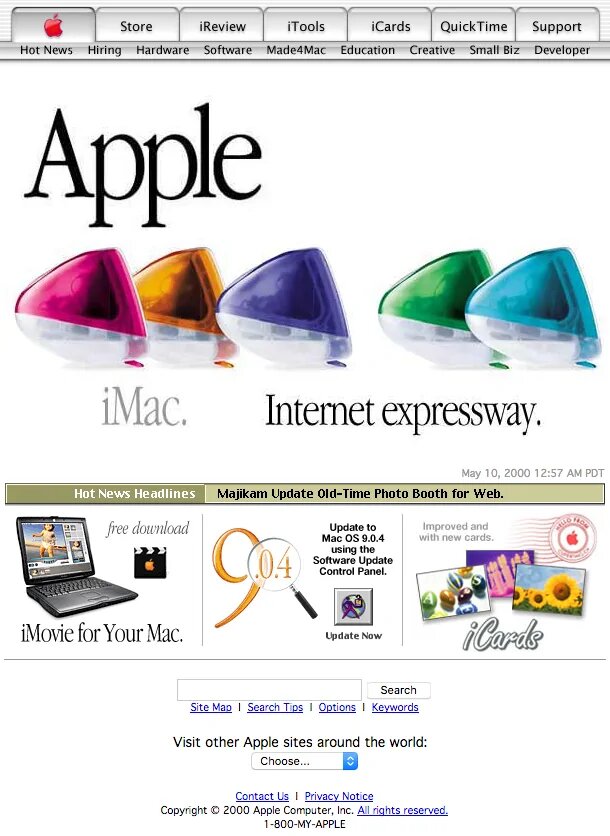 Store iReview iTools iCards QuickTime Support
Hot News Hiring Hardware Software Made4Mac Education Creative Small Biz Developer
Apple
iMac. Internet expressway.
May 10, 2000 12:57 AM PDT
Hot News Headlines Majikam Update Old-Time Photo Booth for Web.
free download
iMovie for Your Mac.
9.0.4
Update to
Mac OS 9.0.4
using the
Software Update
Control Panel.
Update Now
Improved and
with new cards.
HELLO FROM
iCards
Search
Site Map | Search Tips | Options | Keywords
Visit other Apple sites around the world:
Choose...
Contact Us | Privacy Notice
Copyright © 2000 Apple Computer, Inc. All rights reserved.
1-800-MY-APPLE